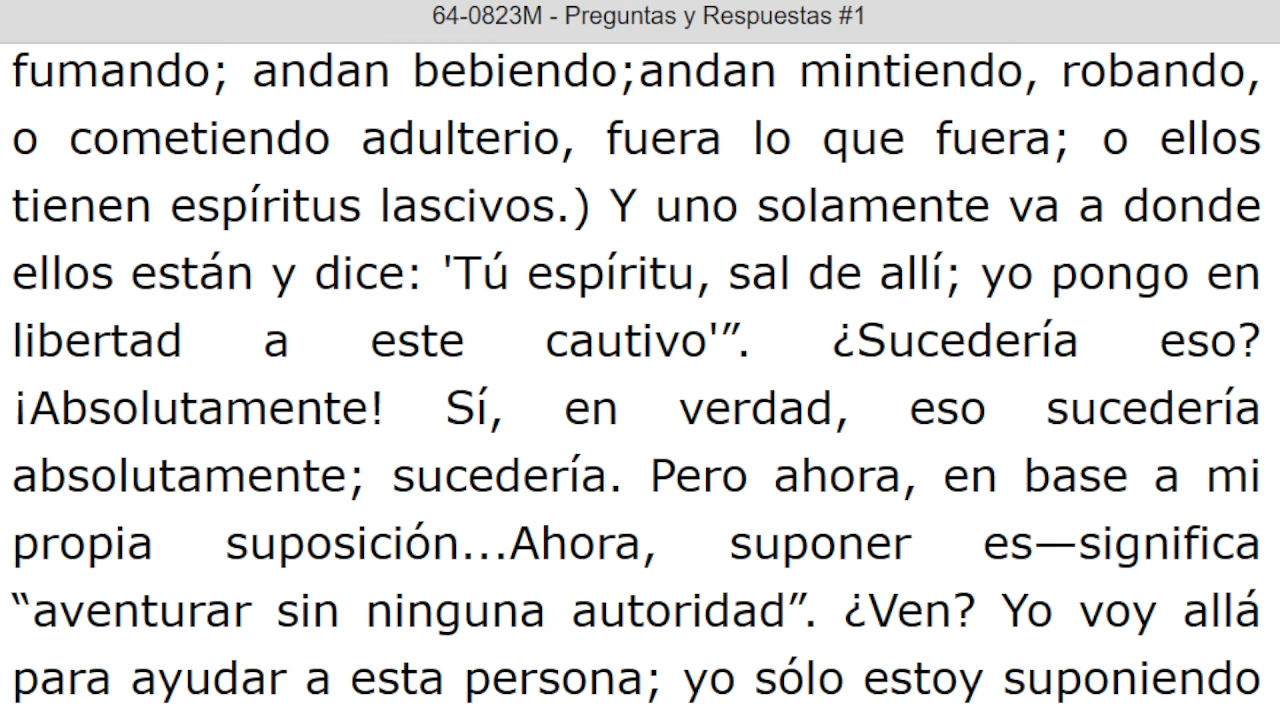 64-0823M - Preguntas y Respuestas #1
fumando; andan bebiendo;andan mintiendo, robando,
o cometiendo adulterio, fuera lo que fuera; o ellos
tienen espíritus lascivos.) Y uno solamente va a donde
ellos están y dice: 'Tú espíritu, sal de allí; yo pongo en
libertad a este cautivo'”. ¿Sucedería eso?
¡Absolutamente! Sí, en verdad, eso sucedería
absolutamente; sucedería. Pero ahora, en base a mi
propia suposición...Ahora, suponer es—significa
“aventurar sin ninguna autoridad”. ¿Ven? Yo voy allá
para ayudar a esta persona; yo sólo estoy suponiendo